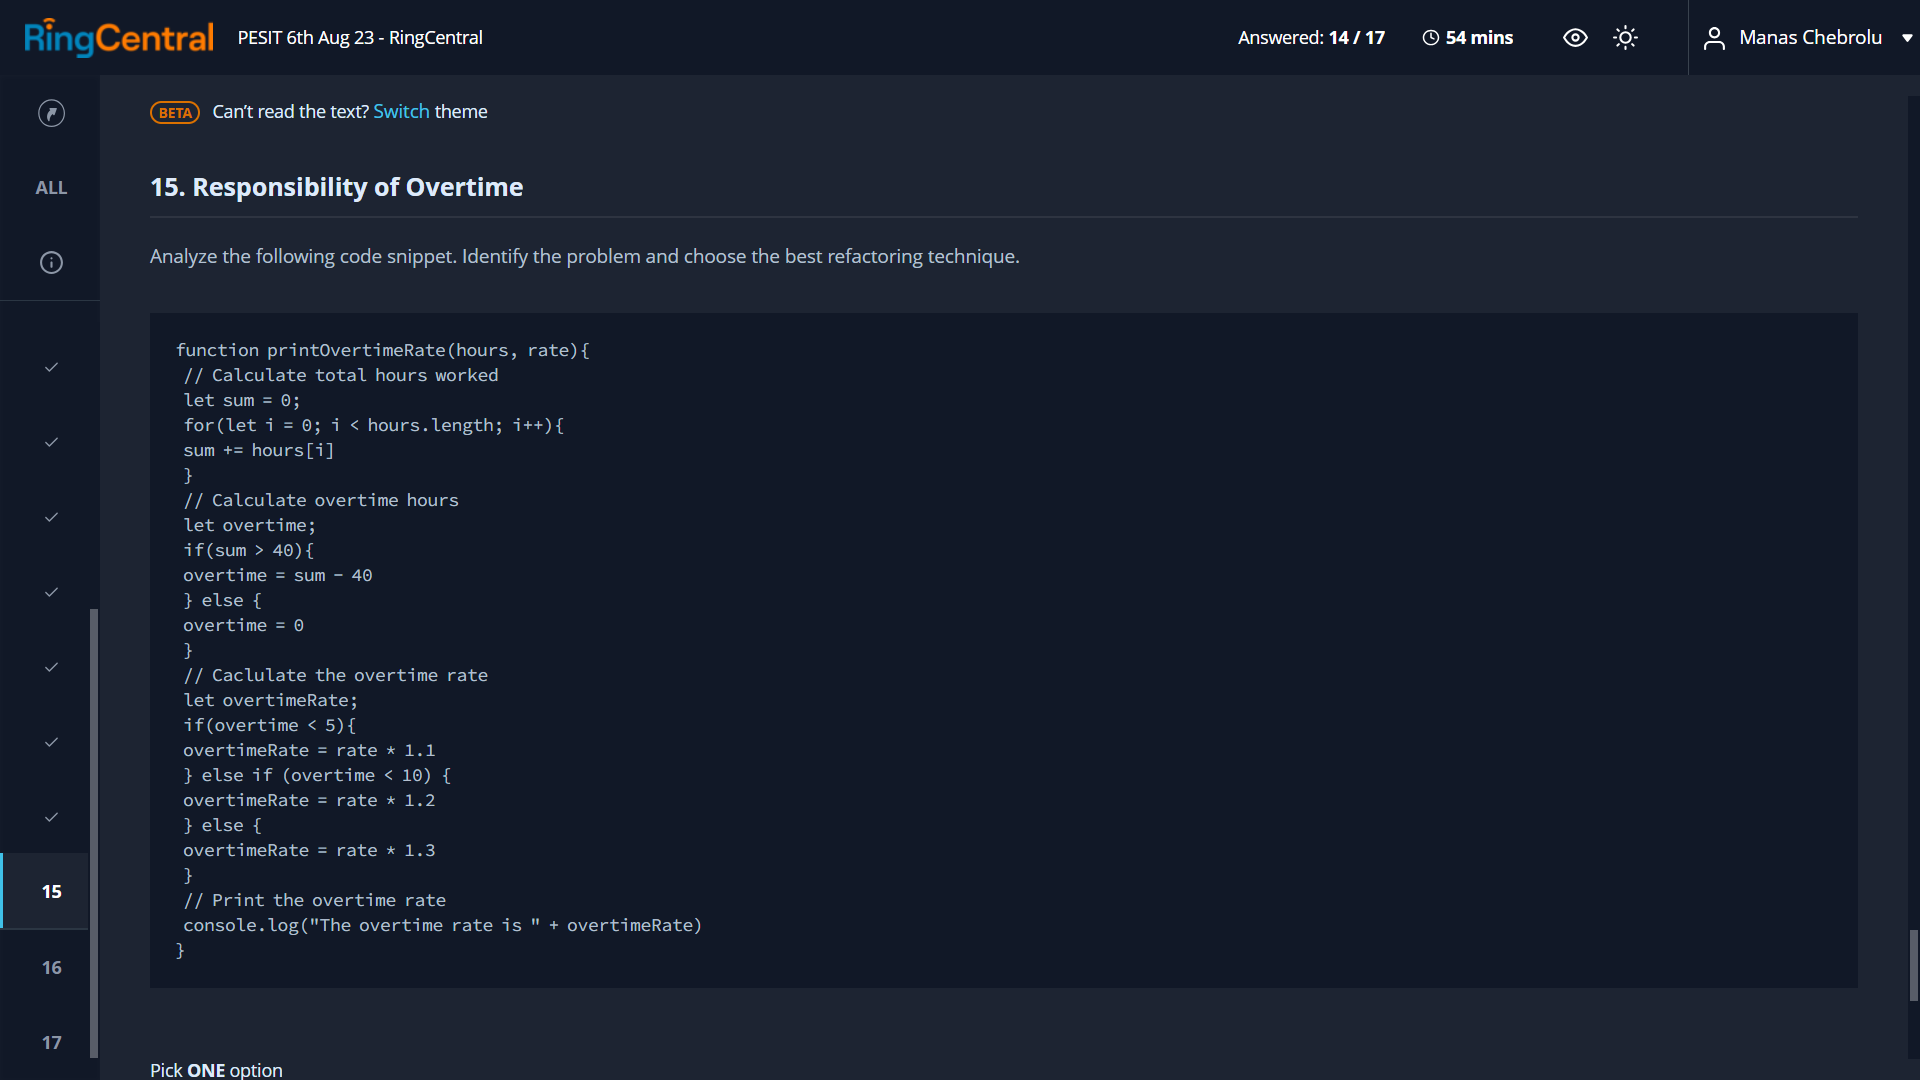 RingCentral PESIT 6th Aug 23 - RingCentral Answered: 14 / 17 54 mins Manas Chebrolu
BETA Can't read the text? Switch theme
ALL
15. Responsibility of Overtime
Analyze the following code snippet. Identify the problem and choose the best refactoring technique.
function printOvertimeRate(hours, rate){
// Calculate total hours worked
let sum = 0;
for(let i = 0; i < hours.length; i++){
sum += hours[i]
}
// Calculate overtime hours
let overtime;
if(sum > 40){
overtime = sum - 40
} else {
overtime = 0
}
// Caclulate the overtime rate
let overtimeRate;
if(overtime < 5){
overtimeRate = rate * 1.1
} else if (overtime < 10) {
overtimeRate = rate * 1.2
} else {
overtimeRate = rate * 1.3
}
// Print the overtime rate
console.log("The overtime rate is " + overtimeRate)
}
15
16
17
Pick ONE option